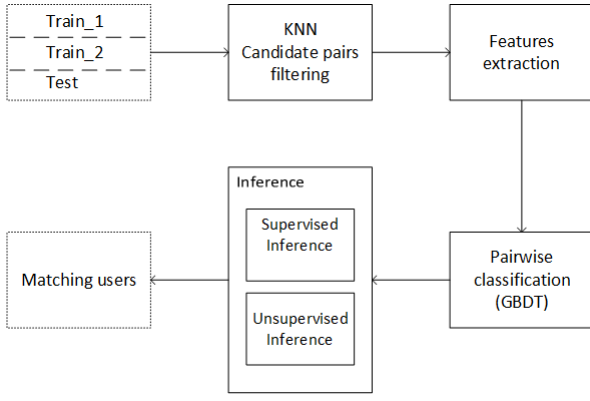 Train_1
Train_2
Test
KNN
Candidate pairs
filtering
Features
extraction
Inference
Supervised
Inference
Unsupervised
Inference
Pairwise
classification
(GBDT)
Matching users